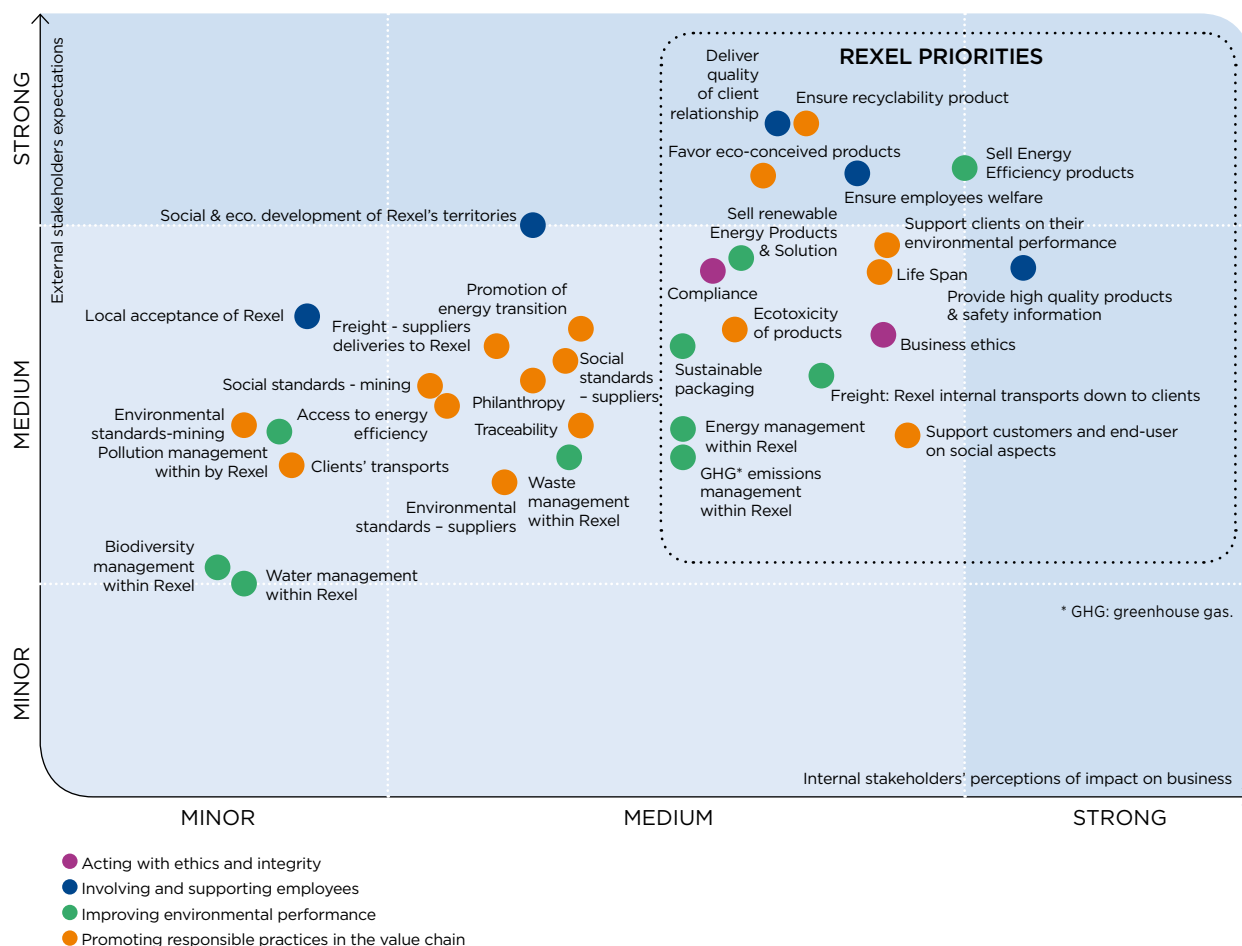 STRONG
MEDIUM
MINOR
External stakeholders expectations
REXEL PRIORITIES
Deliver
quality
of client
relationship
Ensure recyclability product
Favor eco-conceived products
Sell Energy
Efficiency products
Ensure employees welfare
Social & eco. development of Rexel's territories
Sell renewable
Energy Products
& Solution
Support clients on their
environmental performance
Life Span
Compliance
Provide high quality products
& safety information
Local acceptance of Rexel
Promotion of
energy transition
Freight - suppliers
deliveries to Rexel
Ecotoxicity
of products
Business ethics
Social
standards
– suppliers
Sustainable
packaging
Social standards - mining
Philanthropy
Freight: Rexel internal transports down to clients
Environmental
standards-mining
Access to energy
efficiency
Traceability
Energy management
within Rexel
Support customers and end-user
on social aspects
Pollution management
within by Rexel
Clients' transports
GHG* emissions
management
within Rexel
Waste
management
within Rexel
Environmental
standards – suppliers
Biodiversity
management
within Rexel
Water management
within Rexel
* GHG: greenhouse gas.
Internal stakeholders' perceptions of impact on business
MINOR
MEDIUM
STRONG
Acting with ethics and integrity
Involving and supporting employees
Improving environmental performance
Promoting responsible practices in the value chain